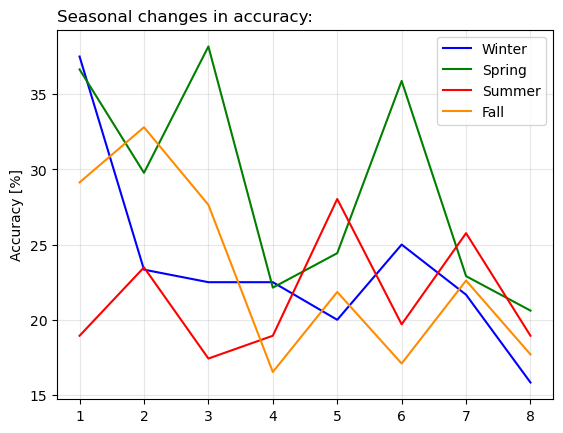 Seasonal changes in accuracy:
Winter
Spring
Summer
Fall
Accuracy [%]
35
30
25
20
15
1 2 3 4 5 6 7 8